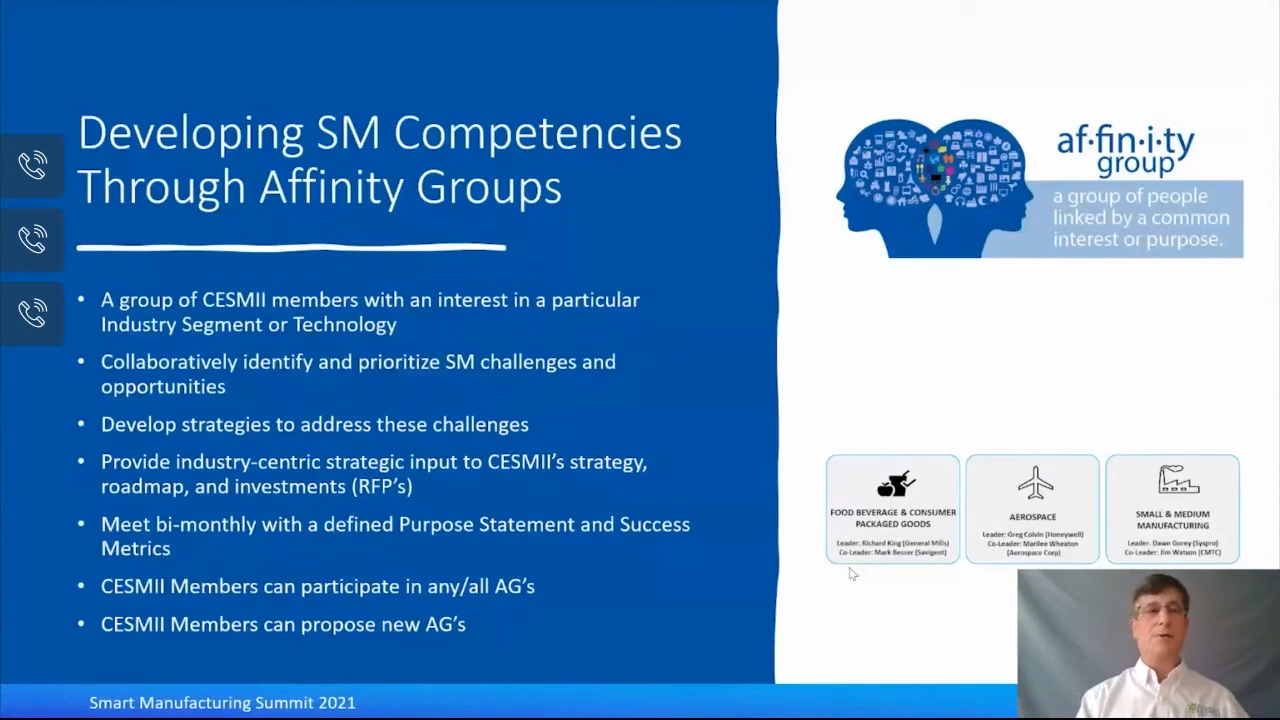 Developing SM Competencies
Through Affinity Groups
• A group of CESMII members with an interest in a particular
Industry Segment or Technology
• Collaboratively identify and prioritize SM challenges and
opportunities
• Develop strategies to address these challenges
• Provide industry-centric strategic input to CESMII’s strategy,
roadmap, and investments (RFP’s)
• Meet bi-monthly with a defined Purpose Statement and Success
Metrics
• CESMII Members can participate in any/all AG’s
• CESMII Members can propose new AG’s
af·fin·i·ty
group
a group of people
linked by a common
interest or purpose.
FOOD BEVERAGE & CONSUMER
PACKAGED GOODS
Leader: Richard King (General Mills)
Co-Leader: Mark Besser (Savigent)
AEROSPACE
Leader: Greg Colvin (Honeywell)
Co-Leader: Marilee Wheaton
(Aerospace Corp)
SMALL & MEDIUM
MANUFACTURING
Leader: Dawn Gorey (Syspro)
Co-Leader: Jim Watson (CMTC)
Smart Manufacturing Summit 2021